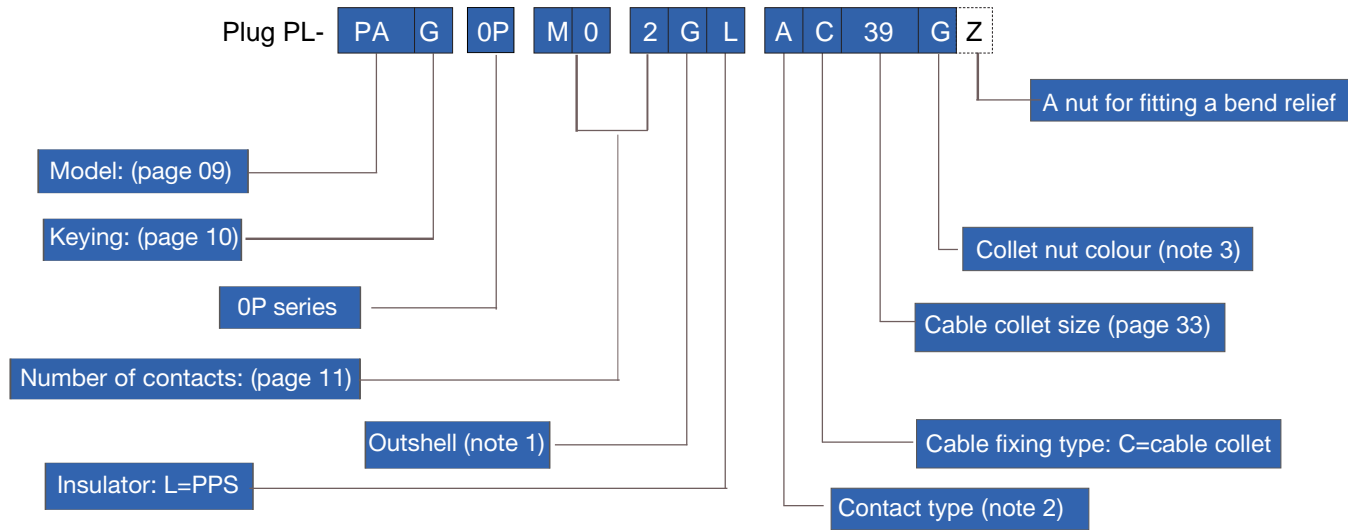 Plug PL- PA G 0P M 0 2 G L A C 39 G Z
A nut for fitting a bend relief
Model: (page 09)
Keying: (page 10)
Collet nut colour (note 3)
0P series
Cable collet size (page 33)
Number of contacts: (page 11)
Outshell (note 1)
Cable fixing type: C=cable collet
Insulator: L=PPS
Contact type (note 2)